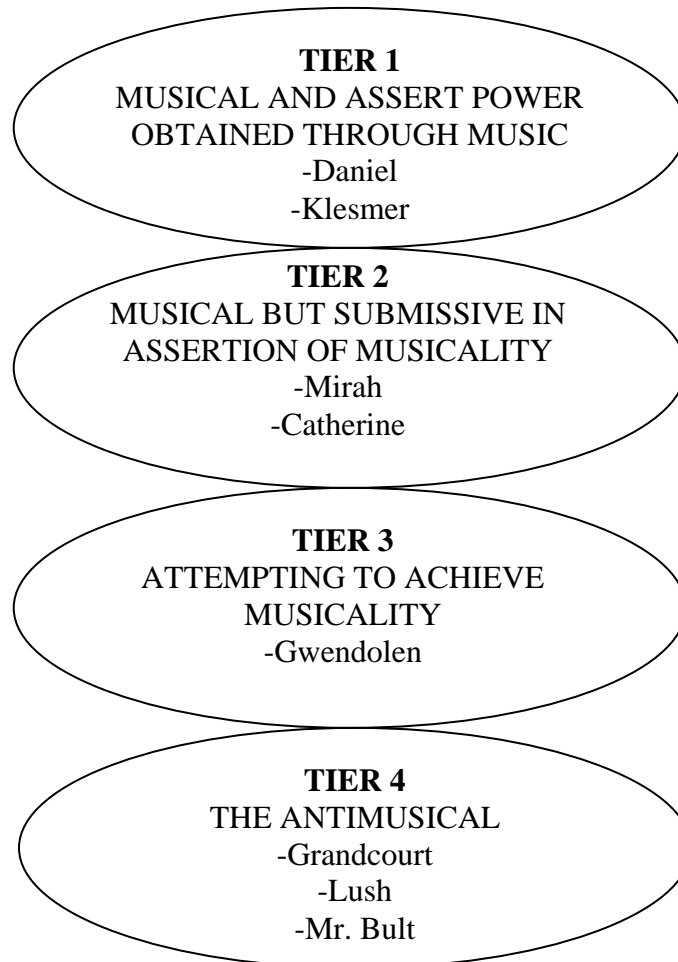 TIER 1
MUSICAL AND ASSERT POWER
OBTAINED THROUGH MUSIC
-Daniel
-Klesmer
TIER 2
MUSICAL BUT SUBMISSIVE IN
ASSERTION OF MUSICALITY
-Mirah
-Catherine
TIER 3
ATTEMPTING TO ACHIEVE
MUSICALITY
-Gwendolen
TIER 4
THE ANTIMUSICAL
-Grandcourt
-Lush
-Mr. Bult